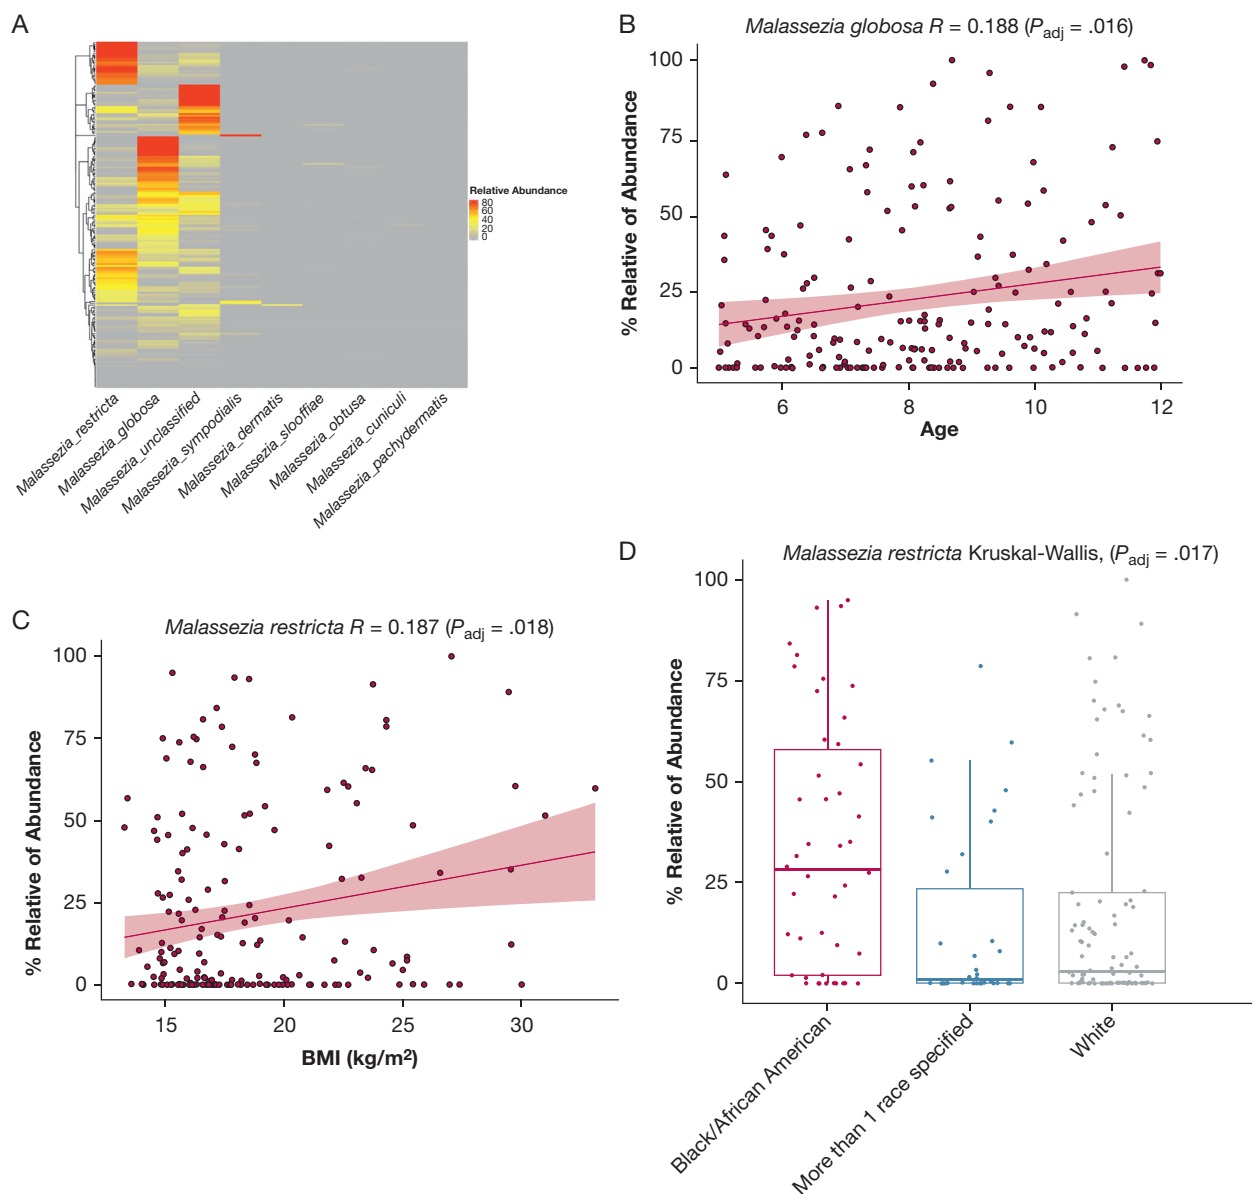 A
Relative Abundance
80
60
40
20
0
Malassezia_restricta
Malassezia_globosa
Malassezia_unclassified
Malassezia_sympodialis
Malassezia_dermatis
Malassezia_slooffiae
Malassezia_obtusa
Malassezia_cuniculi
Malassezia_pachydermatis
B
Malassezia globosa R = 0.188 (Padj = .016)
% Relative of Abundance
100
75
50
25
0
6 8 10 12
Age
C
Malassezia restricta R = 0.187 (Padj = .018)
% Relative of Abundance
100
75
50
25
0
15 20 25 30
BMI (kg/m²)
D
Malassezia restricta Kruskal-Wallis, (Padj = .017)
% Relative of Abundance
100
75
50
25
0
Black/African American
More than 1 race specified
White